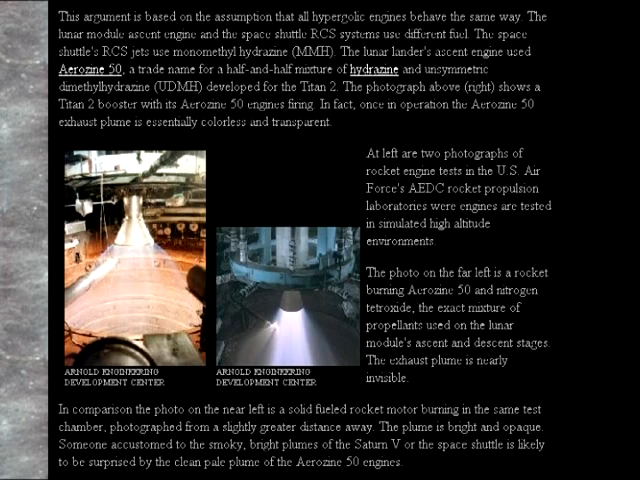 This argument is based on the assumption that all hypergolic engines behave the same way. The
lunar module ascent engine and the space shuttle RCS systems use different fuel. The space
shuttle's RCS jets use monomethyl hydrazine (MMH). The lunar lander's ascent engine used
Aerozine 50, a trade name for a half-and-half mixture of hydrazine and unsymmetric
dimethylhydrazine (UDMH) developed for the Titan 2. The photograph above (right) shows a
Titan 2 booster with its Aerozine 50 engines firing. In fact, once in operation the Aerozine 50
exhaust plume is essentially colorless and transparent.
At left are two photographs of
rocket engine tests in the U.S. Air
Force's AEDC rocket propulsion
laboratories were engines are tested
in simulated high altitude
environments.
The photo on the far left is a rocket
burning Aerozine 50 and nitrogen
tetroxide, the exact mixture of
propellants used on the lunar
module's ascent and descent stages.
The exhaust plume is nearly
invisible.
ARNOLD ENGINEERING
DEVELOPMENT CENTER
ARNOLD ENGINEERING
DEVELOPMENT CENTER
In comparison the photo on the near left is a solid fueled rocket motor burning in the same test
chamber, photographed from a slightly greater distance away. The plume is bright and opaque.
Someone accustomed to the smoky, bright plumes of the Saturn V or the space shuttle is likely
to be surprised by the clean pale plume of the Aerozine 50 engines.